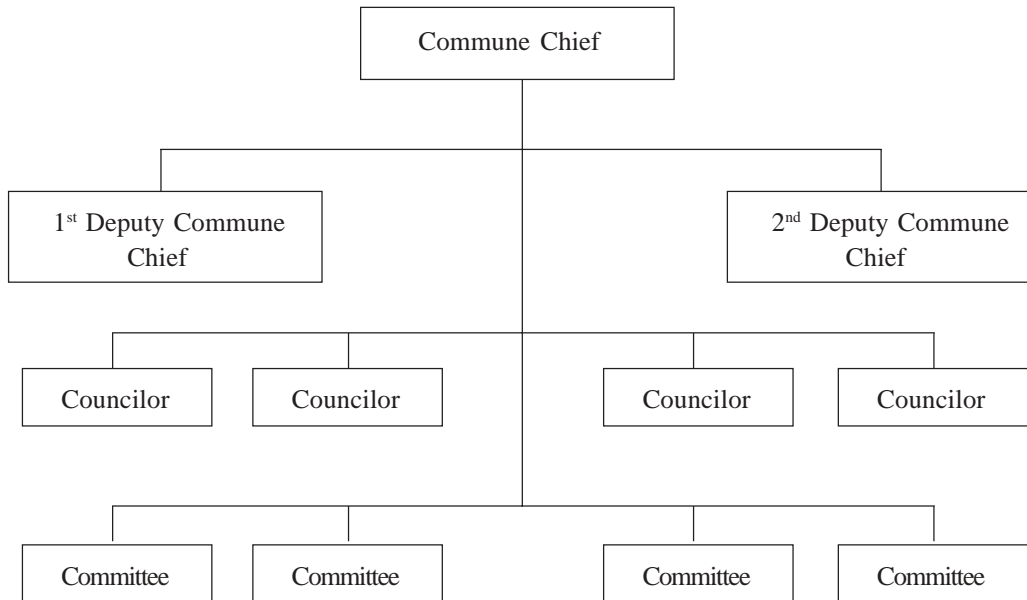 Commune Chief
1st Deputy Commune
Chief
2nd Deputy Commune
Chief
Councilor
Councilor
Councilor
Councilor
Committee
Committee
Committee
Committee